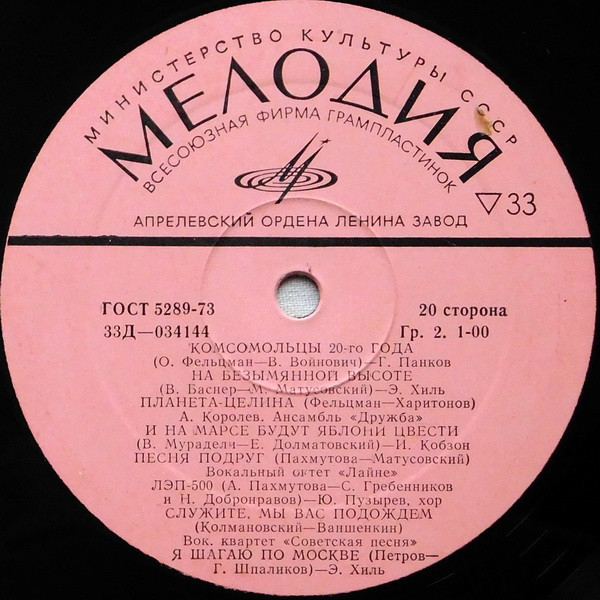 МИНИСТЕРСТВО КУЛЬТУРЫ СССР
МЕЛОДИЯ
ВСЕСОЮЗНАЯ ФИРМА ГРАМПЛАСТИНОК
▽33
АПРЕЛЕВСКИЙ ОРДЕНА ЛЕНИНА ЗАВОД
ГОСТ 5289-73 20 сторона
33Д—034144 Гр. 2. 1-00
КОМСОМОЛЬЦЫ 20-го ГОДА
(О. Фельцман—В. Войнович)—Г. Панков
НА БЕЗЫМЯННОЙ ВЫСОТЕ
(В. Баснер—М. Матусовский)—Э. Хиль
ПЛАНЕТА-ЦЕЛИНА (Фельцман—Харитонов)
А. Королев. Ансамбль «Дружба»
И НА МАРСЕ БУДУТ ЯБЛОНИ ЦВЕСТИ
(В. Мурадели—Е. Долматовский)—И. Кобзон
ПЕСНЯ ПОДРУГ (Пахмутова—Матусовский)
Вокальный октет «Лайне»
ЛЭП-500 (А. Пахмутова—С. Гребенников
и Н. Добронравов)—Ю. Пузырев, хор
СЛУЖИТЕ, МЫ ВАС ПОДОЖДЕМ
(Колмановский—Ваншенкин)
Вок. квартет «Советская песня»
Я ШАГАЮ ПО МОСКВЕ (Петров—
Г. Шпаликов)—Э. Хиль